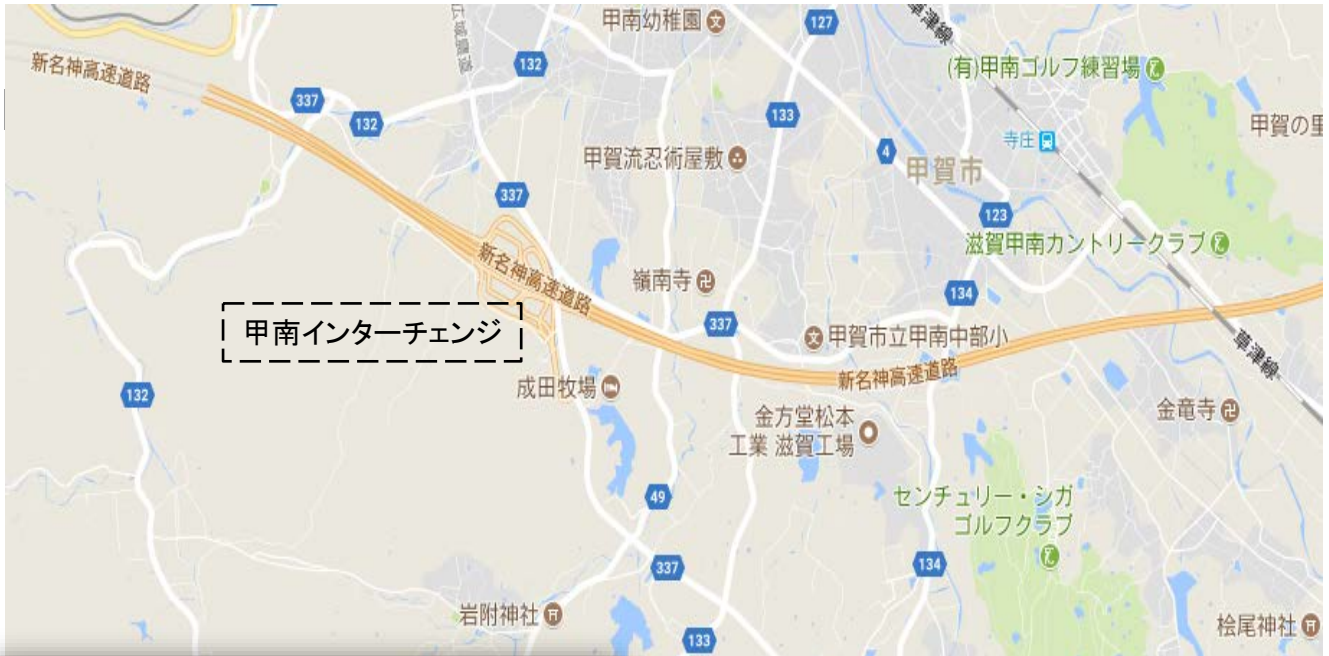 新名神高速道路
広域農道
132
甲南幼稚園
127
草津線
(有)甲南ゴルフ練習場
337
132
133
甲賀の里
寺庄
4
甲賀流忍術屋敷
甲賀市
337
123
滋賀甲南カントリークラブ
新名神高速道路
嶺南寺
134
甲南インターチェンジ
337
甲賀市立甲南中部小
草津線
成田牧場
新名神高速道路
132
金方堂松本
工業 滋賀工場
金竜寺
49
センチュリー・シガ
ゴルフクラブ
337
134
岩附神社
133
桧尾神社